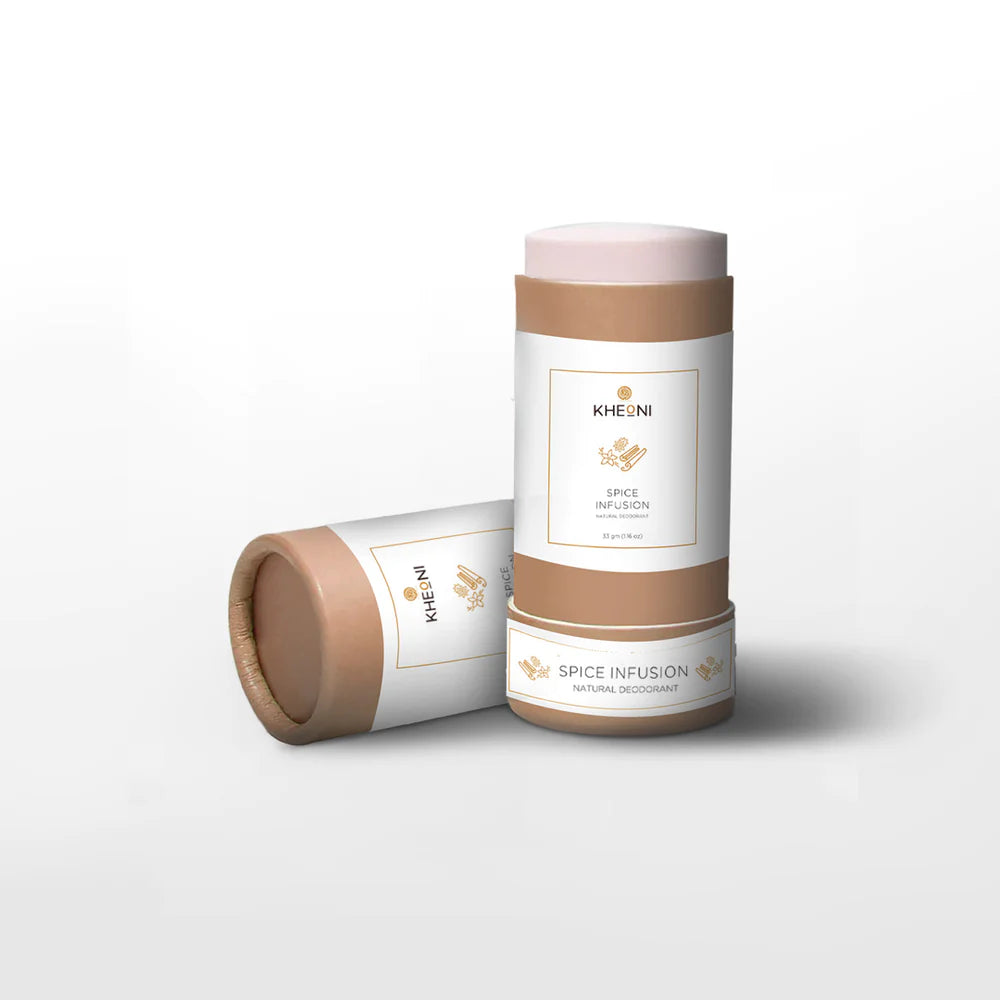 KHEONI
SPICE
INFUSION
NATURAL DEODORANT
33 gm (1.16 oz)
SPICE INFUSION
NATURAL DEODORANT
KHEONI
SPICE